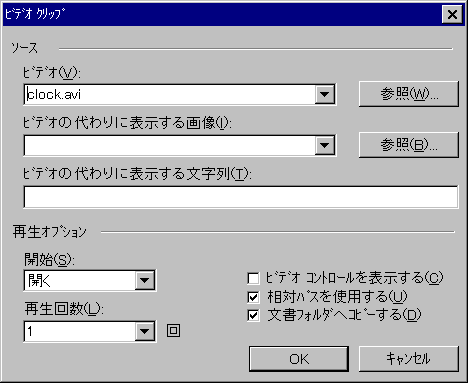 ﾋﾞﾃﾞｵ ｸﾘｯﾌﾟ
ソース
ﾋﾞﾃﾞｵ(V):
clock.avi
参照(W)...
ﾋﾞﾃﾞｵの代わりに表示する画像(I):
参照(B)...
ﾋﾞﾃﾞｵの代わりに表示する文字列(T):
再生ｵﾌﾟｼｮﾝ
開始(S):
開く
再生回数(L):
1
回
ﾋﾞﾃﾞｵ ｺﾝﾄﾛｰﾙを表示する(C)
相対ﾊﾟｽを使用する(U)
文書ﾌｫﾙﾀﾞへｺﾋﾟｰする(D)
OK
ｷｬﾝｾﾙ